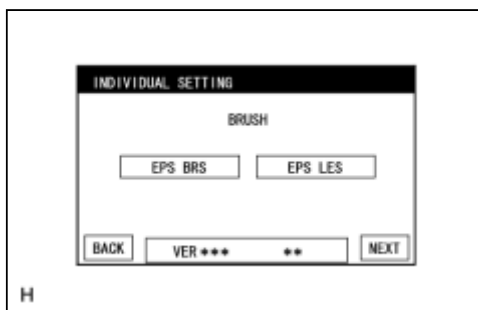 INDIVIDUAL SETTING
BRUSH
EPS BRS EPS LES
BACK VER*** ** NEXT
H